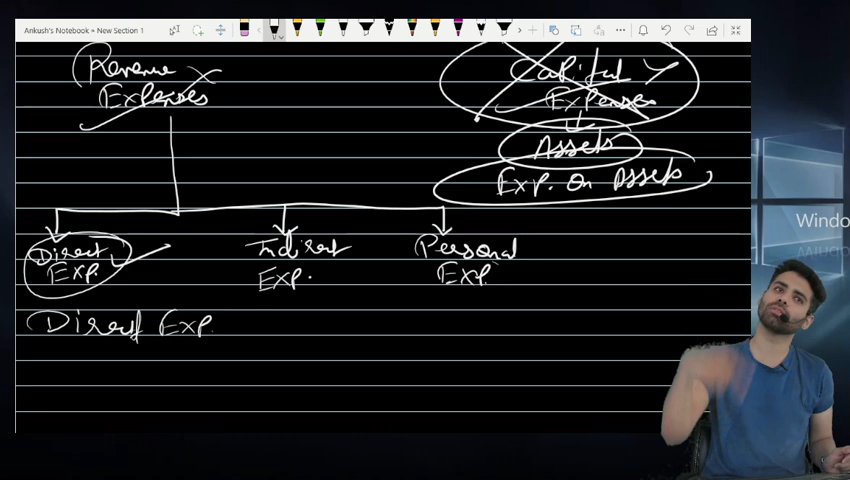 Ankush's Notebook » New Section 1
Revenue
Expenses
Capital
Expenses
Assets
Exp. On Assets
Direct
Exp.
Indirect
Exp.
Personal
Exp.
Direct Exp.
Windo